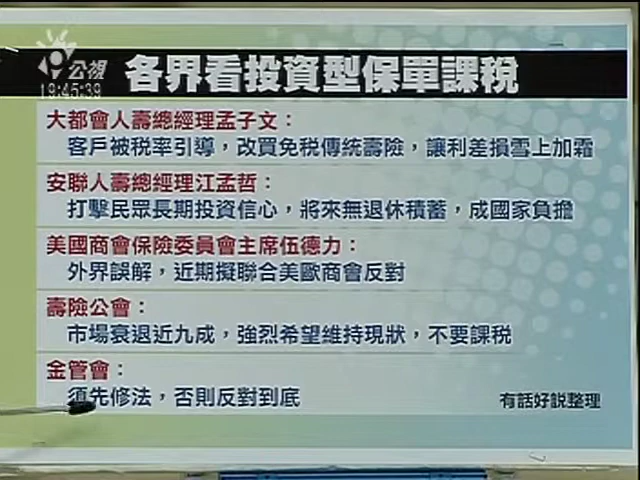 公視
19:45:39
各界看投資型保單課稅
大都會人壽總經理孟子文：
客戶被稅率引導，改買免稅傳統壽險，讓利差損雪上加霜
安聯人壽總經理江孟哲：
打擊民眾長期投資信心，將來無退休積蓄，成國家負擔
美國商會保險委員會主席伍德力：
外界誤解，近期擬聯合美歐商會反對
壽險公會：
市場衰退近九成，強烈希望維持現狀，不要課稅
金管會：
須先修法，否則反對到底
有話好說整理